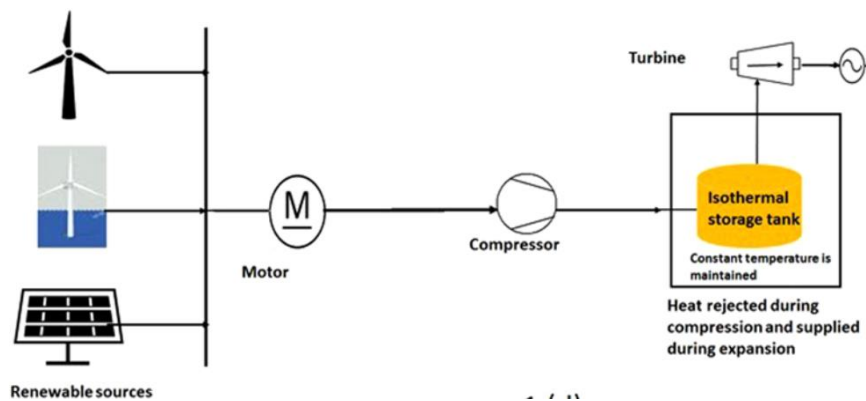 Turbine
M
Isothermal
storage tank
Compressor
Constant temperature is
maintained
Motor
Heat rejected during
compression and supplied
during expansion
Renewable sources